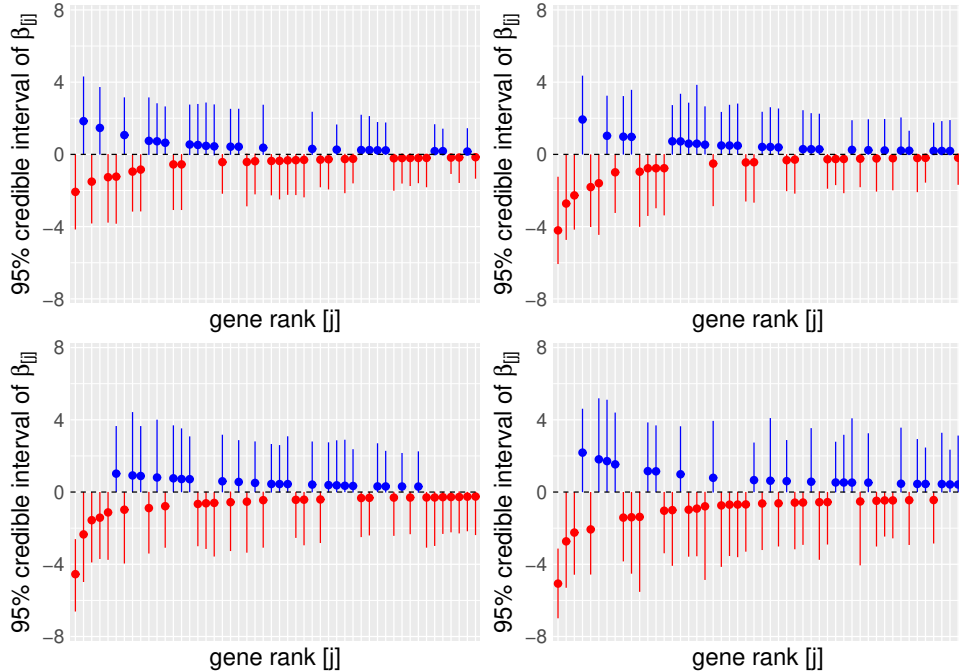 95% credible interval of β[j]
8
4
0
−4
−8
gene rank [j]
95% credible interval of β[j]
8
4
0
−4
−8
gene rank [j]
95% credible interval of β[j]
8
4
0
−4
−8
gene rank [j]
95% credible interval of β[j]
8
4
0
−4
−8
gene rank [j]